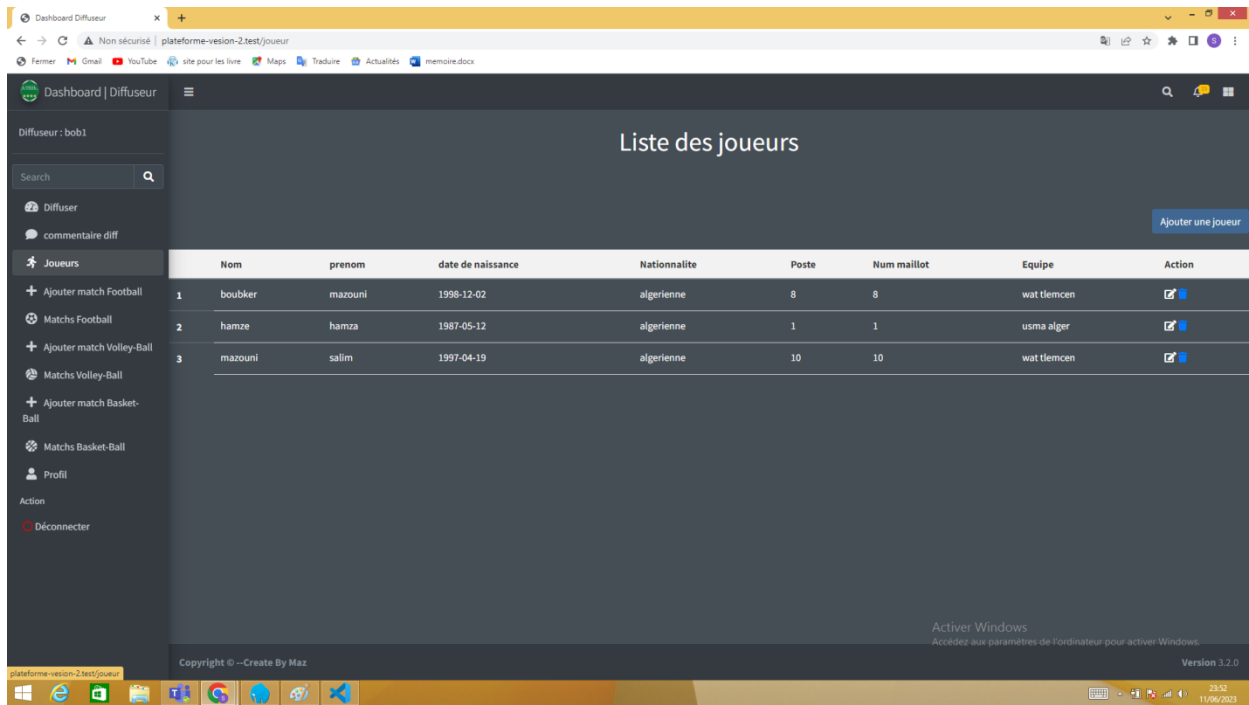 Dashboard Diffuseur
Non sécurisé | plateforme-vesion-2.test/joueur
Fermer Gmail YouTube site pour les livre Maps Traduire Actualités memoire.docx
Dashboard | Diffuseur
Diffuseur : bob1
Liste des joueurs
Search
Diffuser
Ajouter une joueur
commentaire diff
Joueurs
Nom prenom date de naissance Nationnalite Poste Num maillot Equipe Action
Ajouter match Football
1 boubker mazouni 1998-12-02 algerienne 8 8 wat tlemcen
Matchs Football
2 hamze hamza 1987-05-12 algerienne 1 1 usma alger
Ajouter match Volley-Ball
3 mazouni salim 1997-04-19 algerienne 10 10 wat tlemcen
Matchs Volley-Ball
Ajouter match Basket-
Ball
Matchs Basket-Ball
Profil
Action
Déconnecter
Activer Windows
Accédez aux paramètres de l'ordinateur pour activer Windows.
Copyright © --Create By Maz Version 3.2.0
plateforme-vesion-2.test/joueur
23:52
11/06/2023